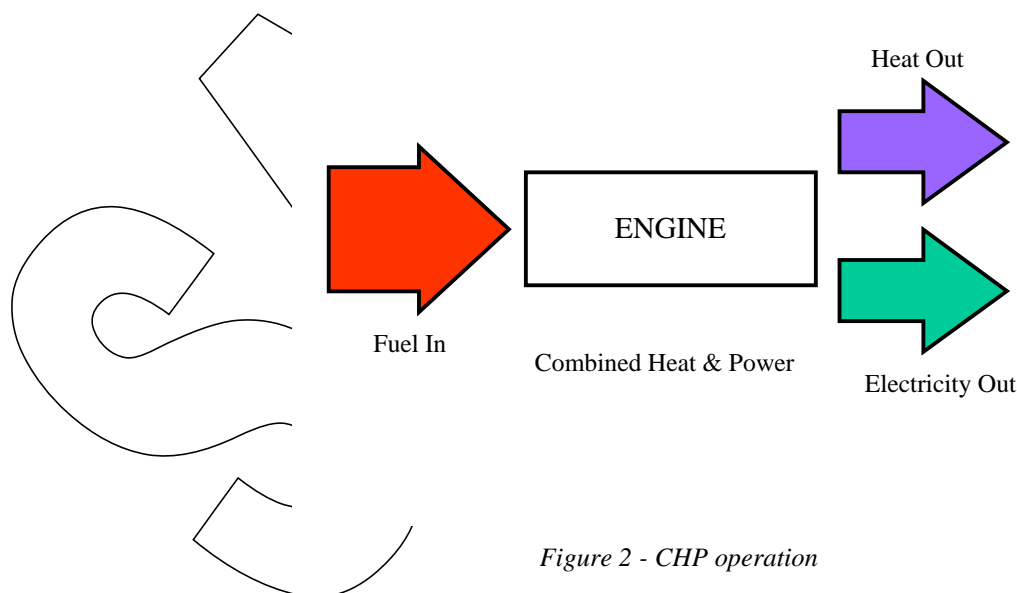 Heat Out
ENGINE
Fuel In
Combined Heat & Power
Electricity Out
Figure 2 - CHP operation